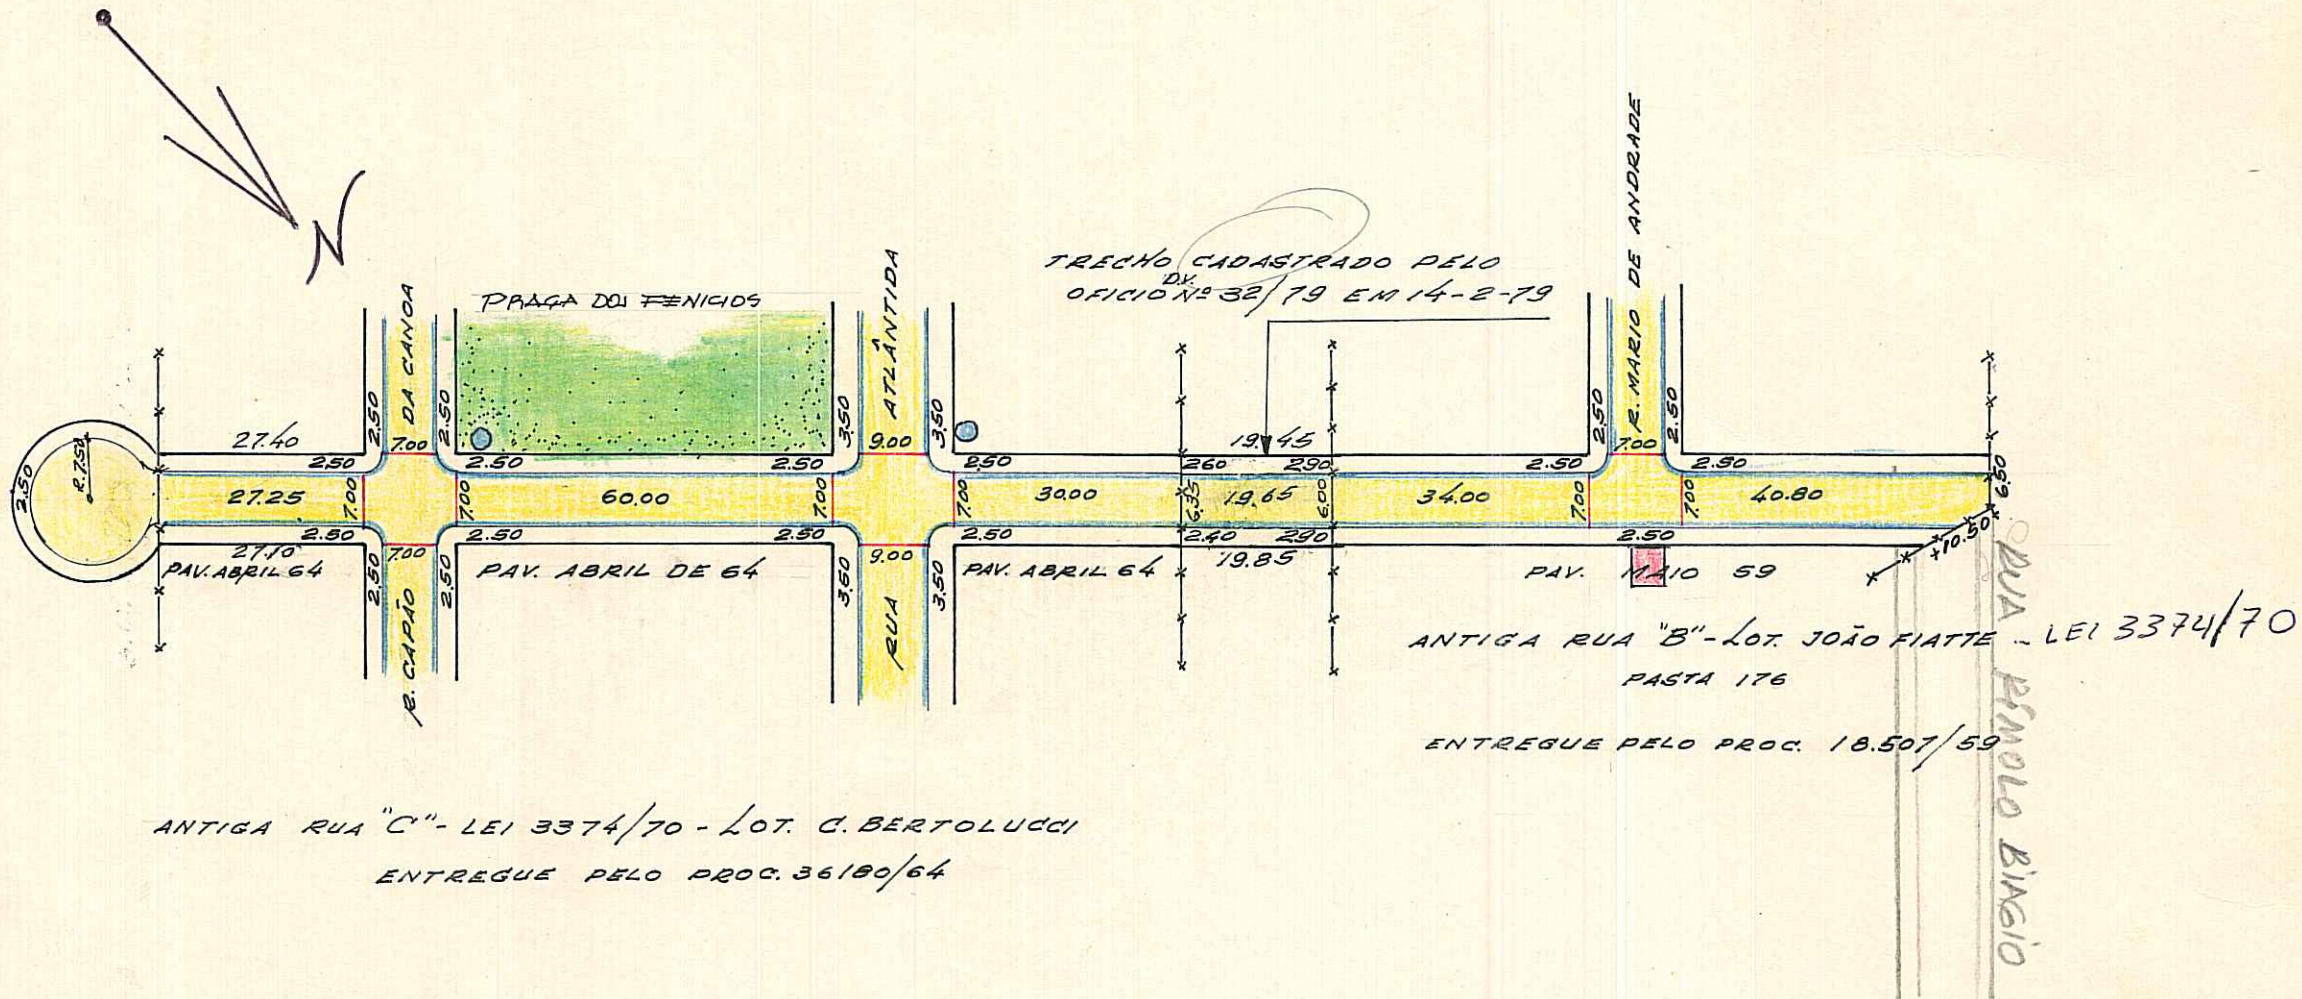 N
PRAÇA DOS FENICIOS
R. CAPÃO DA CANOA
RUA ATLÂNTIDA
TRECHO CADASTRADO PELO
DV.
OFICIO Nº 32/79 EM 14-2-79
R. MARIO DE ANDRADE
2.50 2.50 3.50 3.50 2.50 2.50
27.40 7.00 9.00 19.45 7.00
2.50 2.50 2.50 2.50 2.60 2.90 2.50 2.50
2.50 R.7.50 27.25 7.00 7.00 60.00 7.00 7.00 30.00 6.35 19.65 6.00 34.00 7.00 7.00 40.80 6.50
2.50 2.50 2.50 2.50 2.40 2.90 2.50 10.50
27.10 7.00 9.00 19.85
PAV. ABRIL 64
PAV. ABRIL DE 64
PAV. ABRIL 64
PAV. MAIO 59
2.50 2.50 3.50 3.50
ANTIGA RUA "B" - LOT. JOÃO FIATTE - LEI 3374/70
PASTA 176
ENTREGUE PELO PROC. 18.507/59
RUA RÔMOLO BIAGIO
ANTIGA RUA "C" - LEI 3374/70 - LOT. C. BERTOLUCCI
ENTREGUE PELO PROC. 36180/64